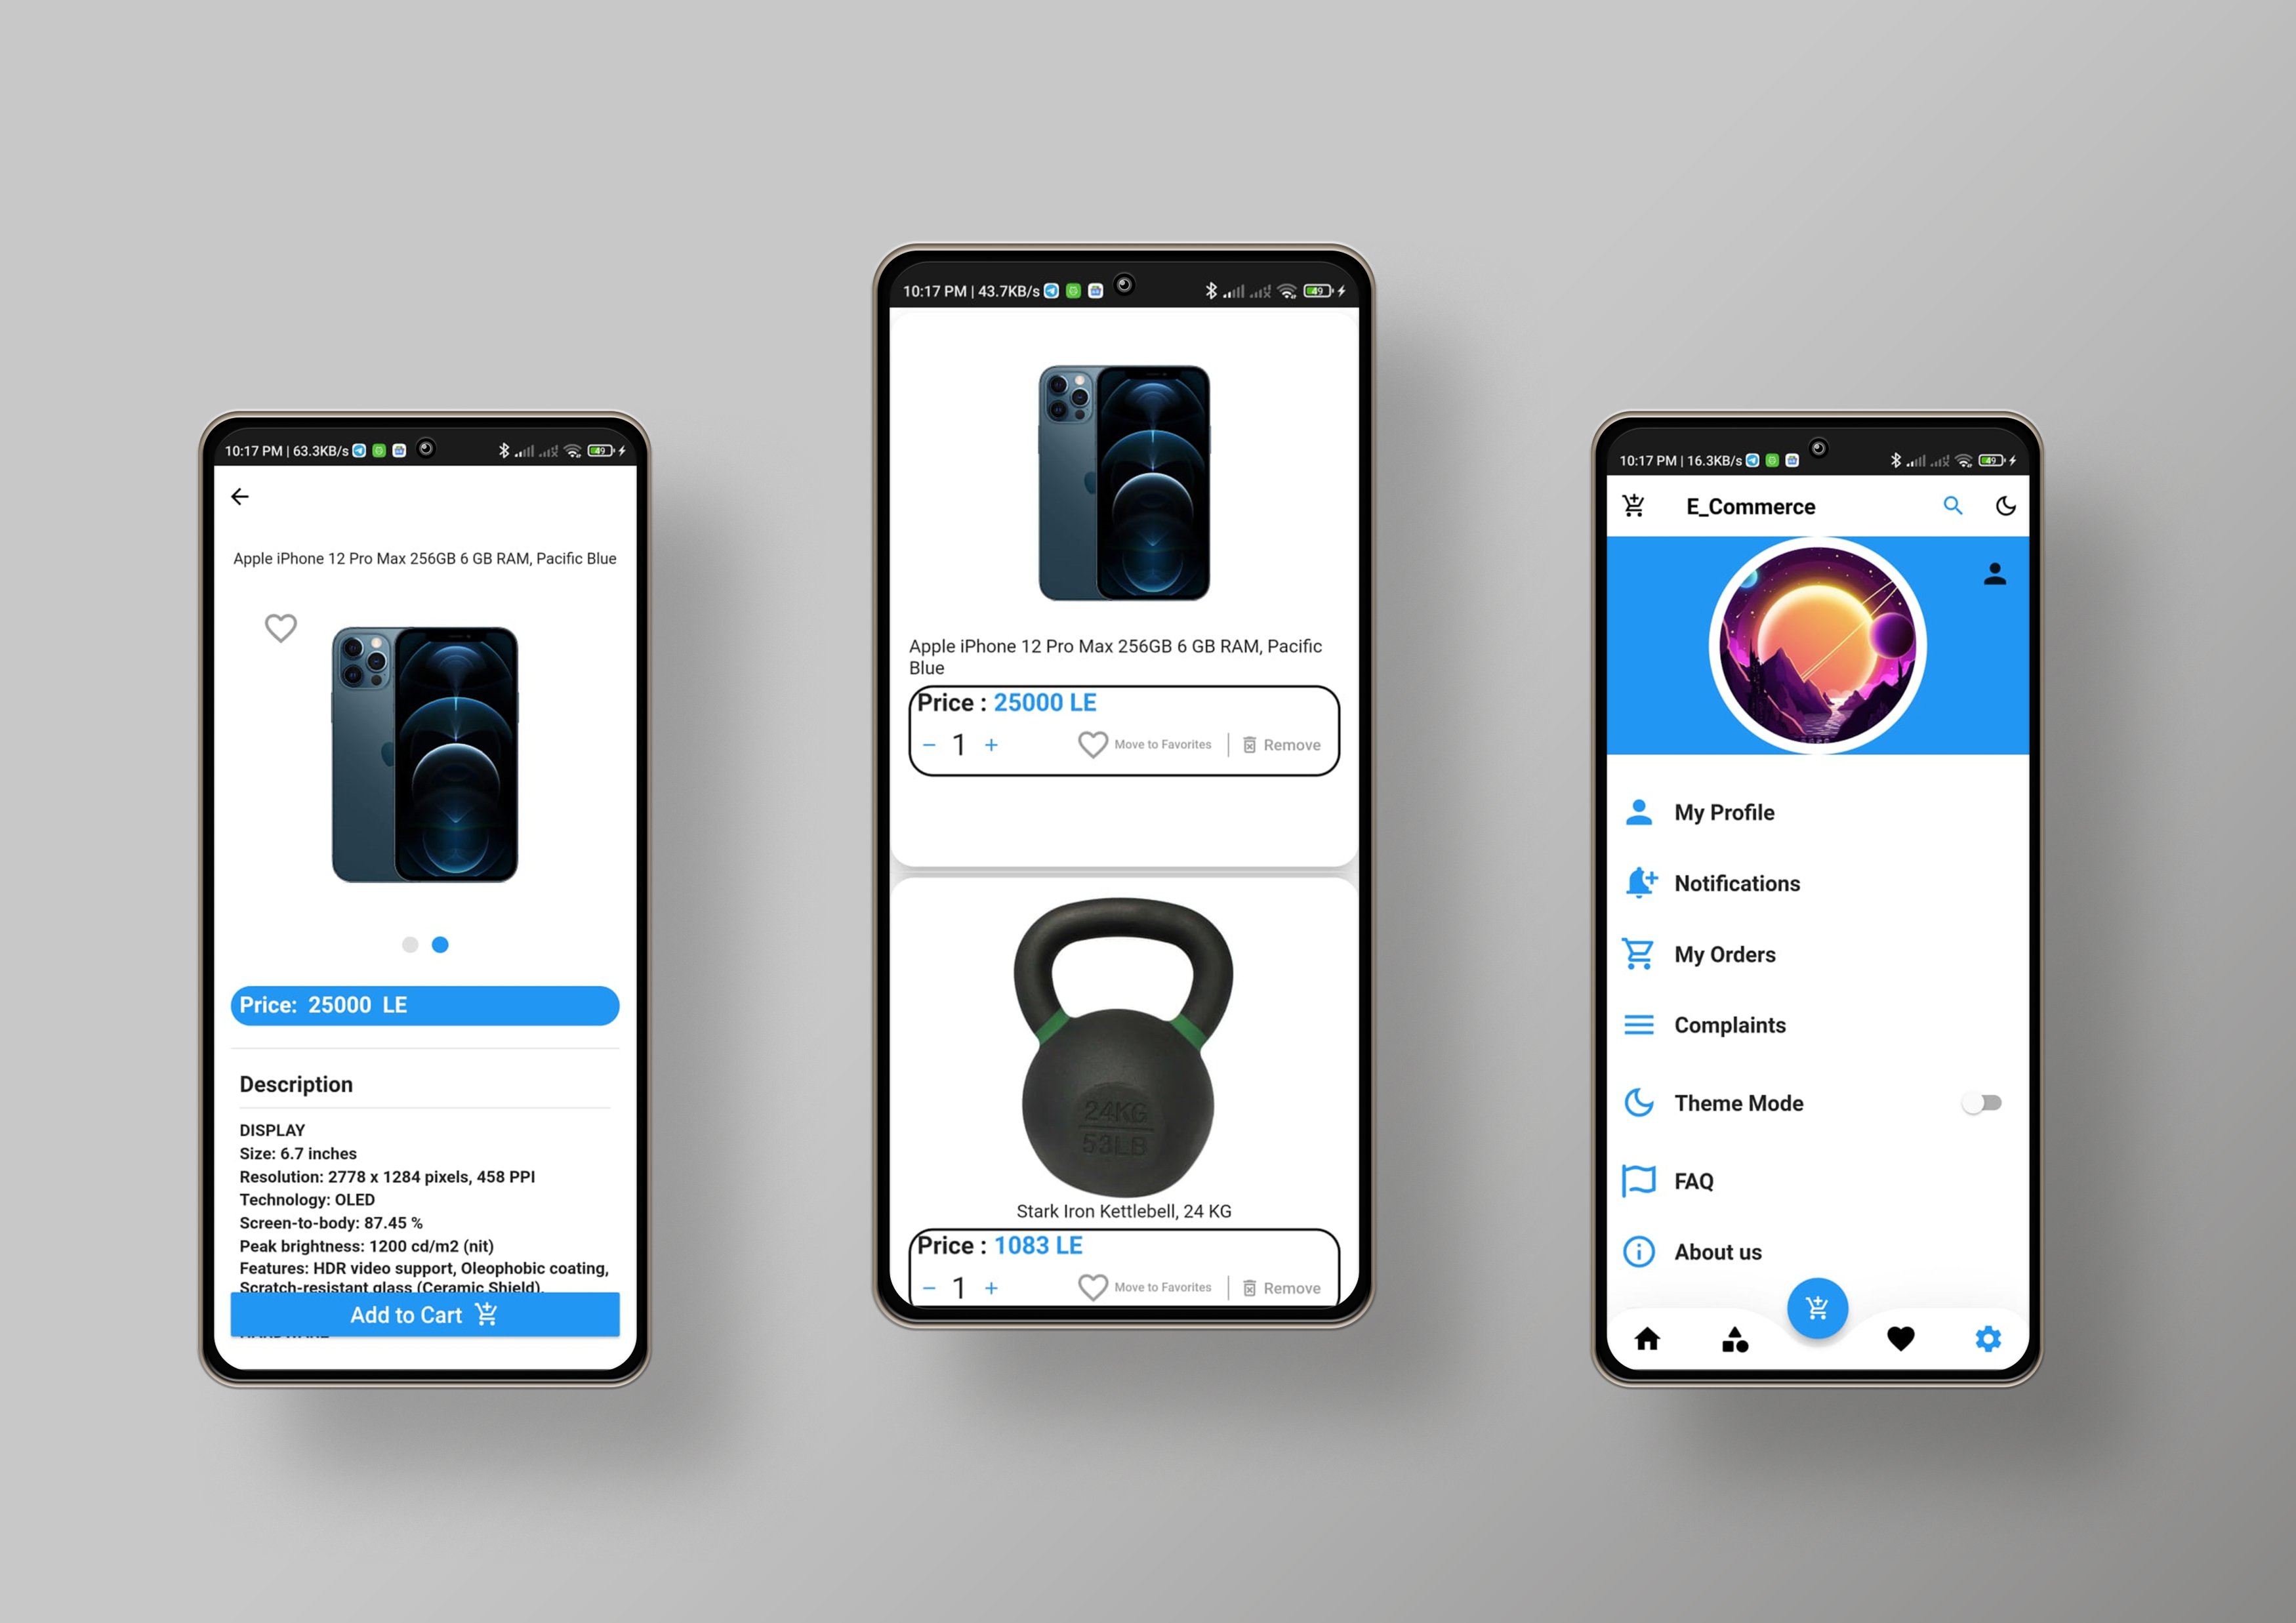 10:17 PM | 63.3KB/s
49
Apple iPhone 12 Pro Max 256GB 6 GB RAM, Pacific Blue
Price: 25000 LE
Description
DISPLAY
Size: 6.7 inches
Resolution: 2778 x 1284 pixels, 458 PPI
Technology: OLED
Screen-to-body: 87.45 %
Peak brightness: 1200 cd/m2 (nit)
Features: HDR video support, Oleophobic coating,
Scratch-resistant glass (Ceramic Shield),
Add to Cart
10:17 PM | 43.7KB/s
49
Apple iPhone 12 Pro Max 256GB 6 GB RAM, Pacific
Blue
Price : 25000 LE
1
Move to Favorites
Remove
24KG
53LB
Stark Iron Kettlebell, 24 KG
Price : 1083 LE
1
Move to Favorites
Remove
10:17 PM | 16.3KB/s
49
E_Commerce
My Profile
Notifications
My Orders
Complaints
Theme Mode
FAQ
About us